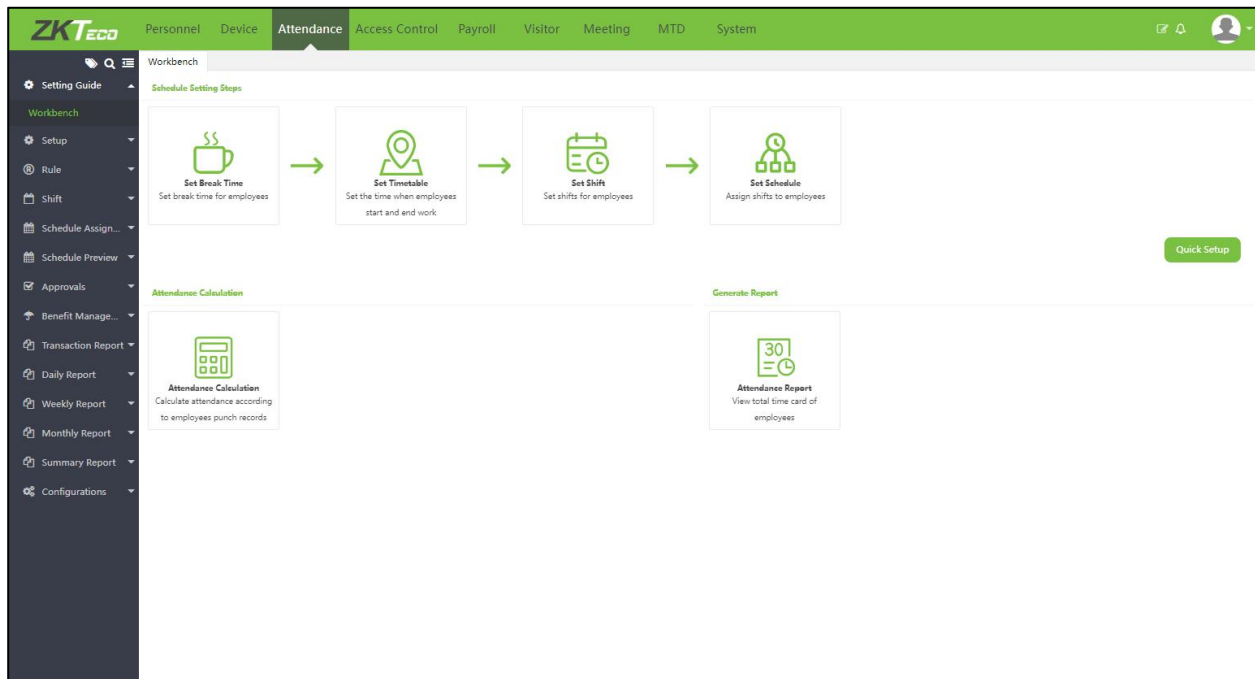 ZKTECO
Personnel Device Attendance Access Control Payroll Visitor Meeting MTD System
Workbench
Setting Guide
Workbench
Setup
Rule
Shift
Schedule Assign...
Schedule Preview
Approvals
Benefit Manage...
Transaction Report
Daily Report
Weekly Report
Monthly Report
Summary Report
Configurations
Schedule Setting Steps
Set Break Time
Set break time for employees
Set Timetable
Set the time when employees
start and end work
Set Shift
Set shifts for employees
Set Schedule
Assign shifts to employees
Quick Setup
Attendance Calculation
Attendance Calculation
Calculate attendance according
to employees punch records
Generate Report
30
Attendance Report
View total time card of
employees